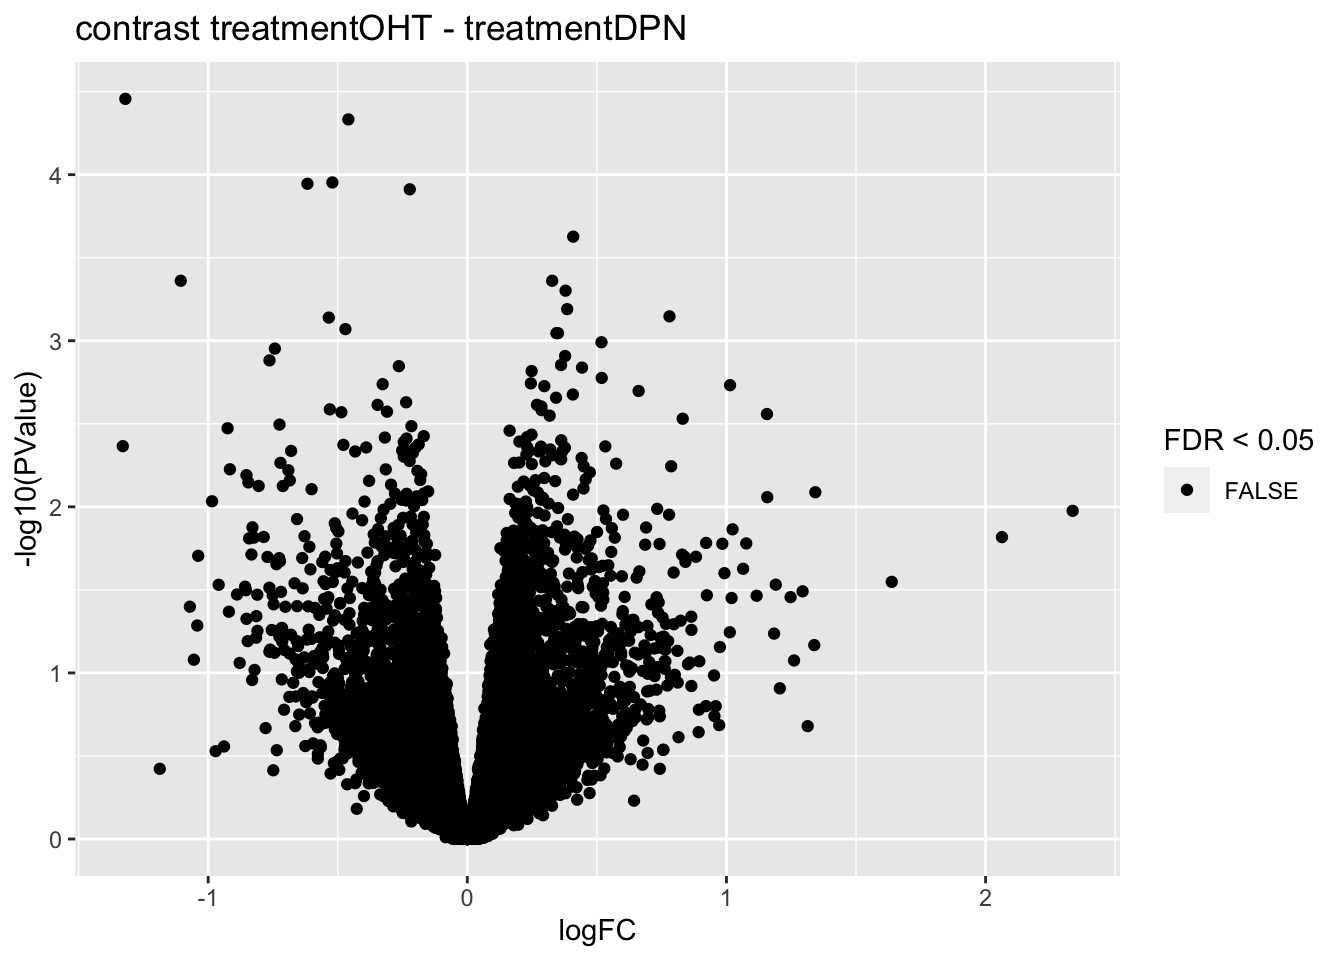 contrast treatmentOHT - treatmentDPN
4
3
2
1
0
-log10(PValue)
-1
0
1
2
logFC
FDR < 0.05
FALSE